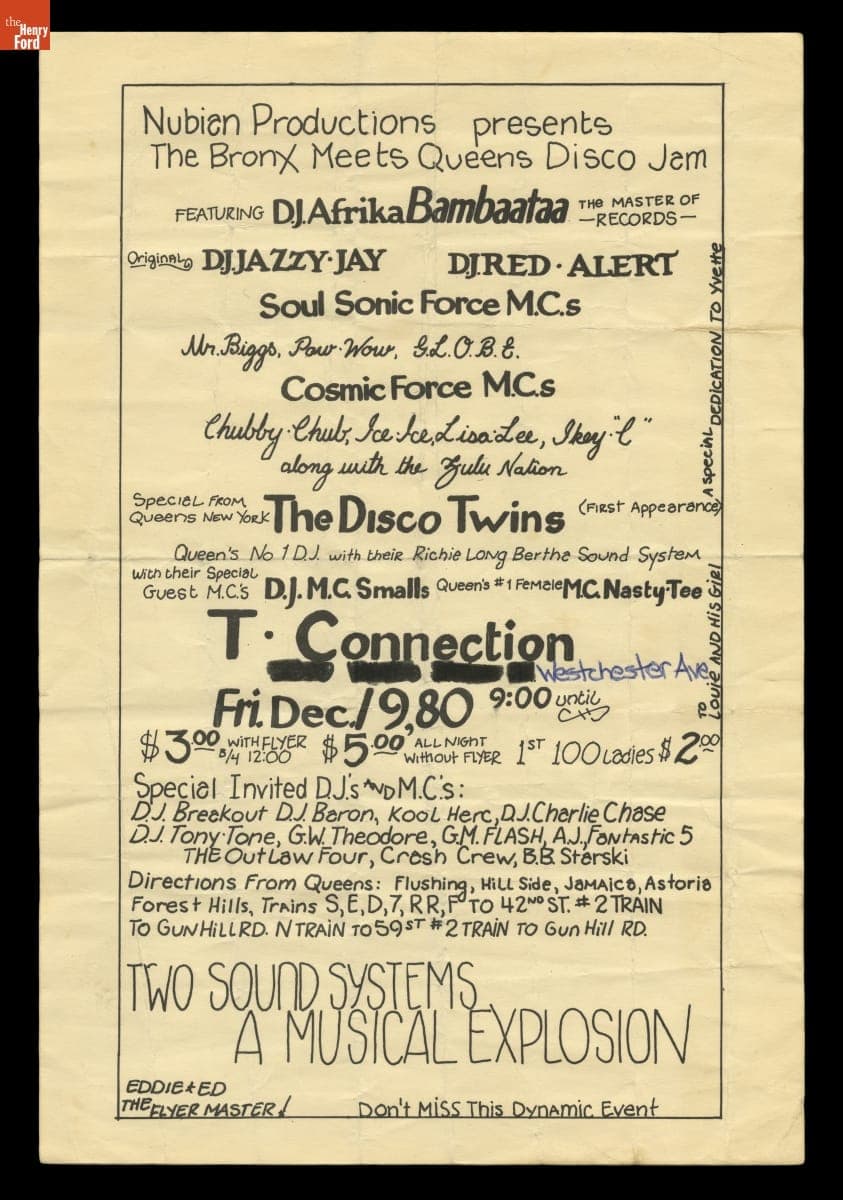 the Henry Ford
Nubian Productions presents
The Bronx Meets Queens Disco Jam
FEATURING D.J. Afrika Bambaataa THE MASTER OF —RECORDS—
Original D.J. JAZZY·JAY D.J. RED·ALERT
Soul Sonic Force M.C.s
Mr. Biggs, Pow-Wow, G.L.O.B.E.
Cosmic Force M.C.s
Chubby·Chub, Ice·Ice, Lisa·Lee, Ikey "C"
along with the Zulu Nation
Special From Queens New York The Disco Twins (First Appearance)
Queen's No 1 D.J. with their Richie Long Bertha Sound System
with their Special Guest M.C.'s D.J. M.C. Smalls Queen's #1 Female M.C. Nasty-Tee
T·Connection
Westchester Ave
Fri. Dec. 19, 80 9:00 until
$3.00 WITH FLYER B/4 12:00 $5.00 ALL NIGHT WITHOUT FLYER 1ST 100 Ladies $2.00
Special Invited D.J.'s AND M.C.'s:
D.J. Breakout D.J. Baron, Kool Herc, D.J. Charlie Chase
D.J. Tony·Tone, G.W. Theodore, G.M. FLASH, A.J., Fantastic 5
THE Outlaw Four, Crash Crew, B.B. Starski
Directions From Queens: Flushing, Hill Side, Jamaica, Astoria
Forest Hills, Trains S, E, D, 7, RR, F TO 42ND ST. #2 TRAIN
TO GUN HILL RD. N TRAIN TO 59ST #2 TRAIN TO Gun Hill RD.
TWO SOUND SYSTEMS
A MUSICAL EXPLOSION
EDDIE & ED
THE FLYER MASTER!
Don't Miss This Dynamic Event
TO Louie AND HIS GIRL A Special DEDICATION TO Yvette